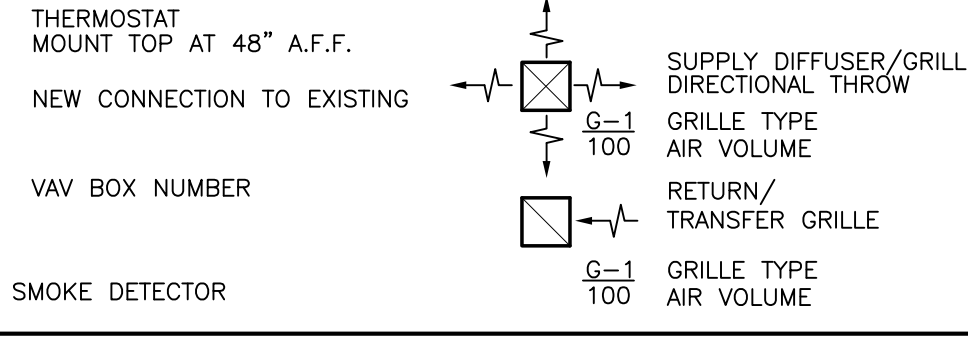 THERMOSTAT
MOUNT TOP AT 48" A.F.F.
NEW CONNECTION TO EXISTING
VAV BOX NUMBER
SMOKE DETECTOR
SUPPLY DIFFUSER/GRILL
DIRECTIONAL THROW
G-1 GRILLE TYPE
100 AIR VOLUME
RETURN/
TRANSFER GRILLE
G-1 GRILLE TYPE
100 AIR VOLUME